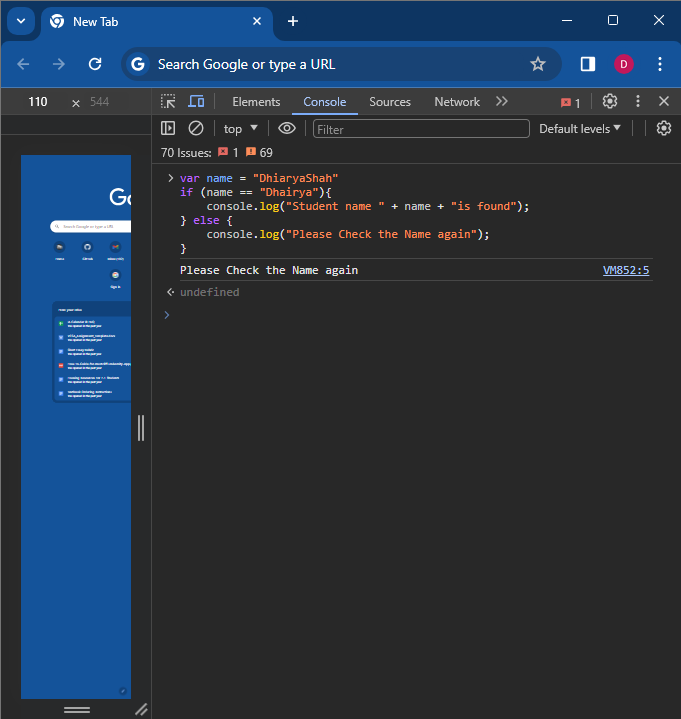 New Tab
Search Google or type a URL
D
110 × 544
Elements Console Sources Network 1
top Filter Default levels
70 Issues: 1 69
var name = "DhiaryaShah"
if (name == "Dhairya"){
console.log("Student name " + name + "is found");
} else {
console.log("Please Check the Name again");
}
Please Check the Name again VM852:5
undefined
Go
Search Google or type a URL
GitHub
Sign in